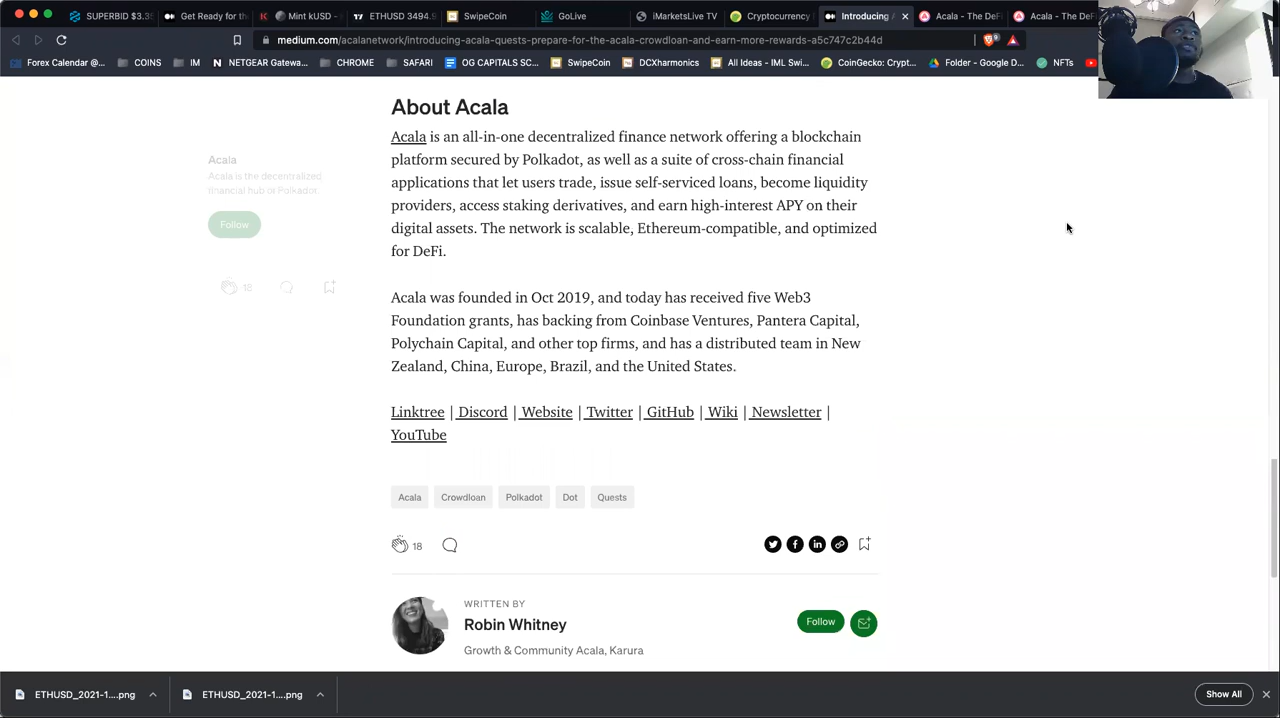 SUPERBID $3.3
Get Ready for th
Mint kUSD -
ETHUSD 3494.9
SwipeCoin
GoLive
iMarketsLive TV
Cryptocurrency
Introducing
Acala - The DeF
Acala - The DeF
medium.com/acalanetwork/introducing-acala-quests-prepare-for-the-acala-crowdloan-and-earn-more-rewards-a5c747c2b44d
Forex Calendar @...
COINS
IM
NETGEAR Gatewa...
CHROME
SAFARI
OG CAPITALS SC...
SwipeCoin
DCXharmonics
All Ideas - IML Swi...
CoinGecko: Crypt...
Folder - Google D...
NFTs
About Acala
Acala is an all-in-one decentralized finance network offering a blockchain
platform secured by Polkadot, as well as a suite of cross-chain financial
applications that let users trade, issue self-serviced loans, become liquidity
providers, access staking derivatives, and earn high-interest APY on their
digital assets. The network is scalable, Ethereum-compatible, and optimized
for DeFi.
Acala
Acala is the decentralized
financial hub of Polkadot
Follow
18
Acala was founded in Oct 2019, and today has received five Web3
Foundation grants, has backing from Coinbase Ventures, Pantera Capital,
Polychain Capital, and other top firms, and has a distributed team in New
Zealand, China, Europe, Brazil, and the United States.
Linktree | Discord | Website | Twitter | GitHub | Wiki | Newsletter |
YouTube
Acala
Crowdloan
Polkadot
Dot
Quests
18
WRITTEN BY
Robin Whitney
Growth & Community Acala, Karura
Follow
ETHUSD_2021-1....png
ETHUSD_2021-1....png
Show All